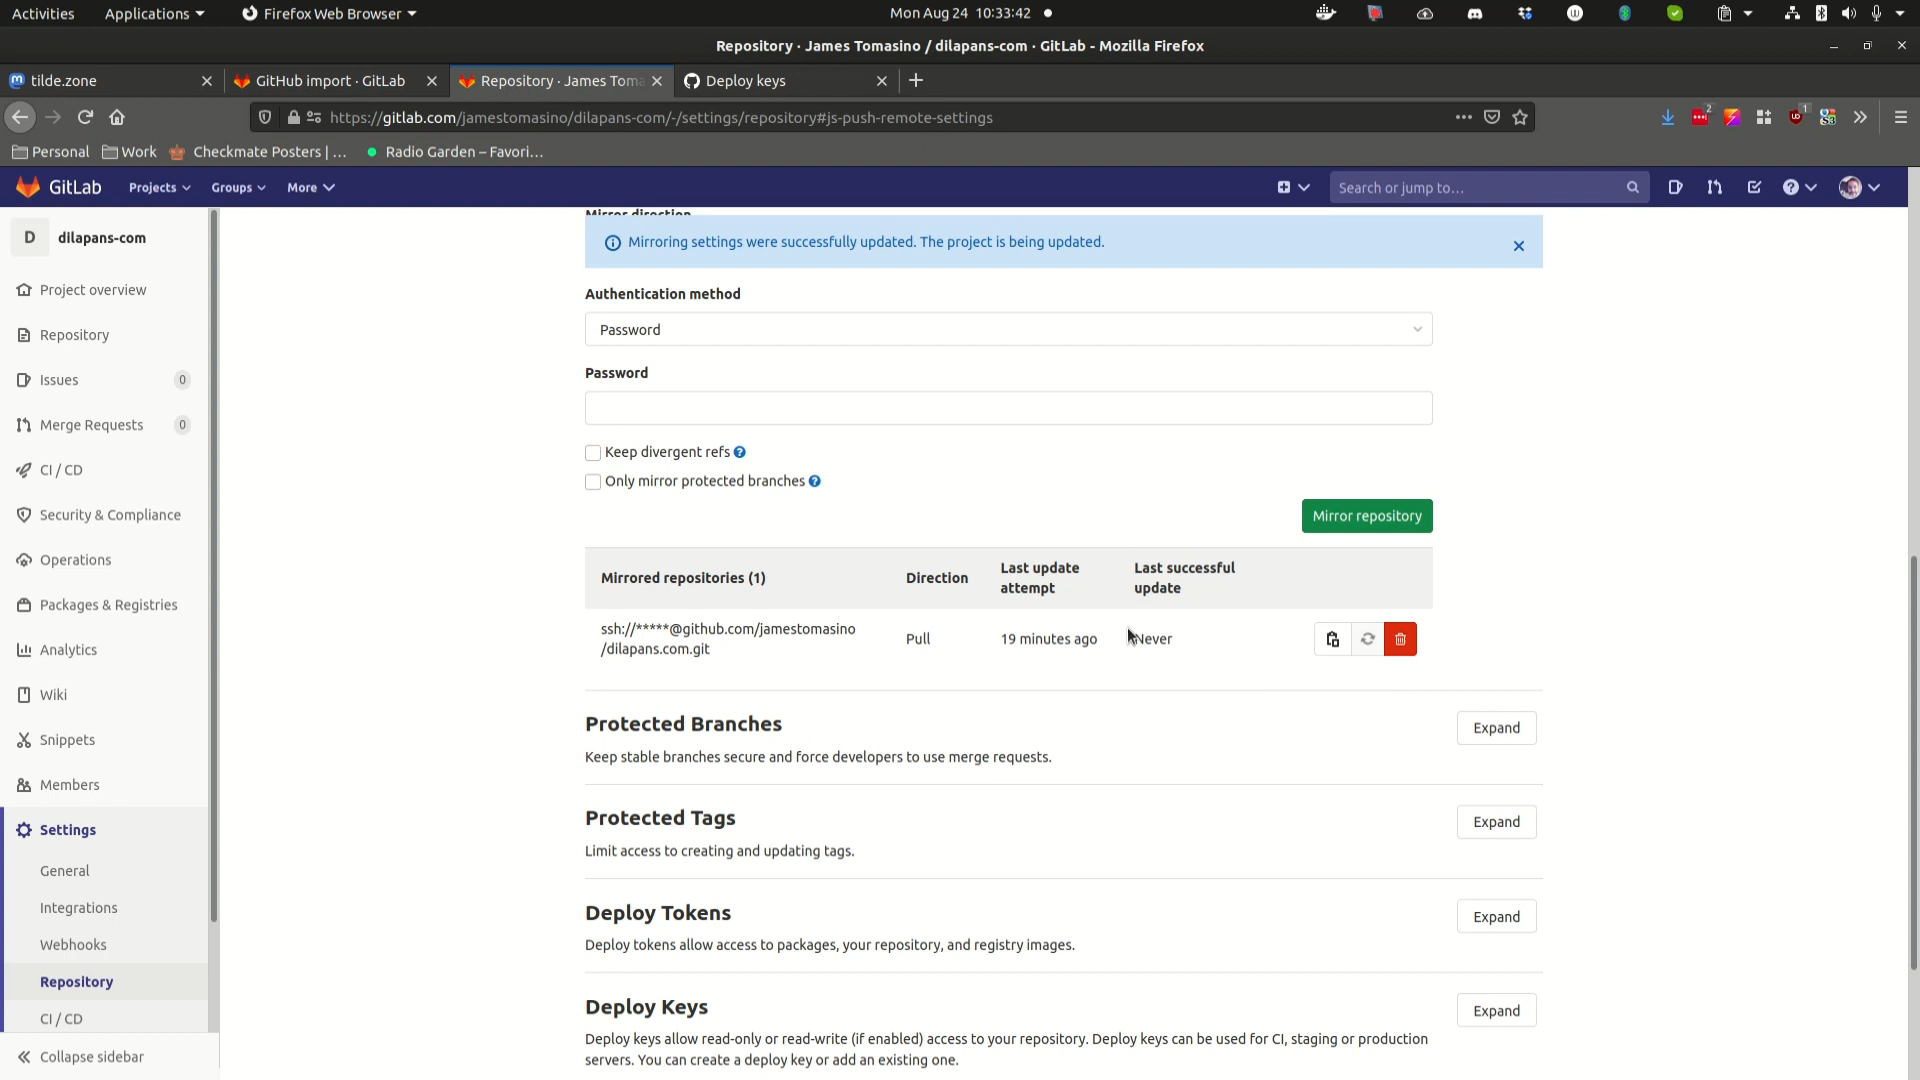 Activities Applications Firefox Web Browser Mon Aug 24 10:33:42
Repository · James Tomasino / dilapans-com · GitLab - Mozilla Firefox
tilde.zone GitHub import · GitLab Repository · James Toma Deploy keys
https://gitlab.com/jamestomasino/dilapans-com/-/settings/repository#js-push-remote-settings 2 1
Personal Work Checkmate Posters | ... Radio Garden – Favori...
GitLab Projects Groups More Search or jump to...
D dilapans-com
Project overview
Repository
Issues 0
Merge Requests 0
CI / CD
Security & Compliance
Operations
Packages & Registries
Analytics
Wiki
Snippets
Members
Settings
General
Integrations
Webhooks
Repository
CI / CD
Collapse sidebar
Mirror direction
Mirroring settings were successfully updated. The project is being updated.
Authentication method
Password
Password
Keep divergent refs
Only mirror protected branches
Mirror repository
Mirrored repositories (1) Direction Last update attempt Last successful update
ssh://*****@github.com/jamestomasino
/dilapans.com.git
Pull 19 minutes ago Never
Protected Branches
Expand
Keep stable branches secure and force developers to use merge requests.
Protected Tags
Expand
Limit access to creating and updating tags.
Deploy Tokens
Expand
Deploy tokens allow access to packages, your repository, and registry images.
Deploy Keys
Expand
Deploy keys allow read-only or read-write (if enabled) access to your repository. Deploy keys can be used for CI, staging or production
servers. You can create a deploy key or add an existing one.